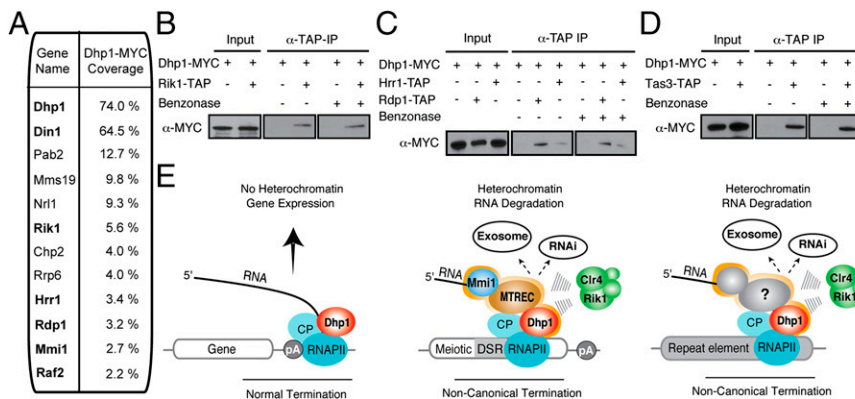 A
Gene Name
Dhp1-MYC Coverage
Dhp1 74.0 %
Din1 64.5 %
Pab2 12.7 %
Mms19 9.8 %
Nrl1 9.3 %
Rik1 5.6 %
Chp2 4.0 %
Rrp6 4.0 %
Hrr1 3.4 %
Rdp1 3.2 %
Mmi1 2.7 %
Raf2 2.2 %
B
Input α-TAP-IP
Dhp1-MYC + + + + + +
Rik1-TAP - + - + - +
Benzonase - - + +
α-MYC
C
Input α-TAP IP
Dhp1-MYC + + + + + + + + +
Hrr1-TAP - - + - - + - - +
Rdp1-TAP - + - - + - - + -
Benzonase - - - + + +
α-MYC
D
Input α-TAP IP
Dhp1-MYC + + + + + +
Tas3-TAP - + - + - +
Benzonase - - + +
α-MYC
E
No Heterochromatin
Gene Expression
5'
RNA
CP
Dhp1
Gene
pA
RNAPII
Normal Termination
Heterochromatin
RNA Degradation
Exosome
RNAi
5'
RNA
Mmi1
MTREC
Clr4
Rik1
CP
Dhp1
Meiotic
DSR
RNAPII
pA
Non-Canonical Termination
Heterochromatin
RNA Degradation
Exosome
RNAi
5'
RNA
?
Clr4
Rik1
CP
Dhp1
Repeat element
RNAPII
Non-Canonical Termination